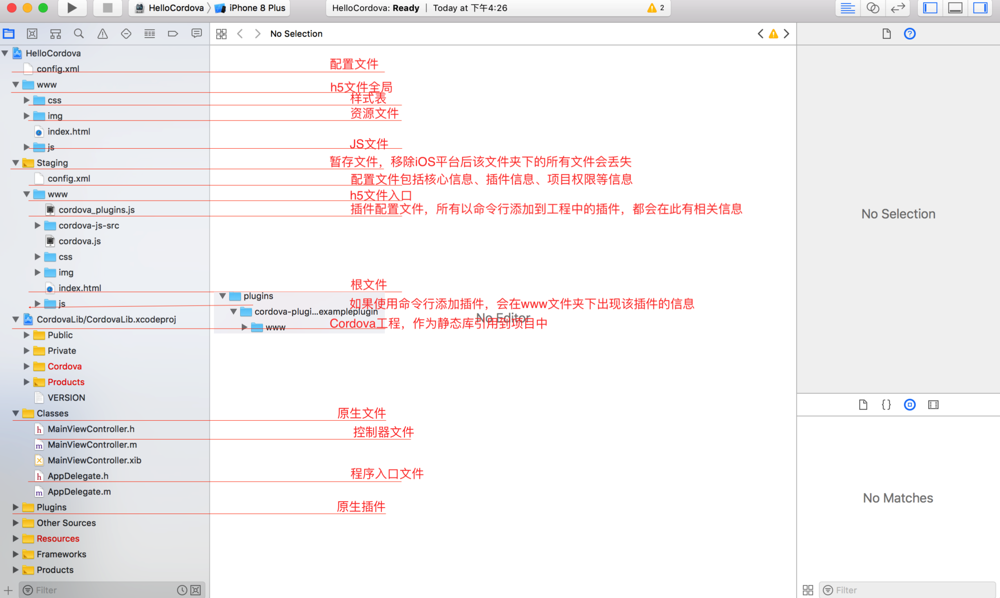 HelloCordova iPhone 8 Plus HelloCordova: Ready | Today at 下午4:26 2
No Selection
HelloCordova
config.xml 配置文件
www h5文件全局
css 样式表
img 资源文件
index.html
js JS文件
Staging 暂存文件，移除iOS平台后该文件夹下的所有文件会丢失
config.xml 配置文件包括核心信息、插件信息、项目权限等信息
www h5文件入口
cordova_plugins.js 插件配置文件，所有以命令行添加到工程中的插件，都会在此有相关信息
No Selection
cordova-js-src
cordova.js
css
img
index.html 根文件
plugins
js 如果使用命令行添加插件，会在www文件夹下出现该插件的信息
cordova-plugi...exampleplugin
No Editor
CordovaLib/CordovaLib.xcodeproj Cordova工程，作为静态库引用到项目中
www
Public
Private
Cordova
Products
VERSION
{}
Classes 原生文件
MainViewController.h 控制器文件
MainViewController.m
MainViewController.xib
AppDelegate.h 程序入口文件
AppDelegate.m
No Matches
Plugins 原生插件
Other Sources
Resources
Frameworks
Products
Filter Filter